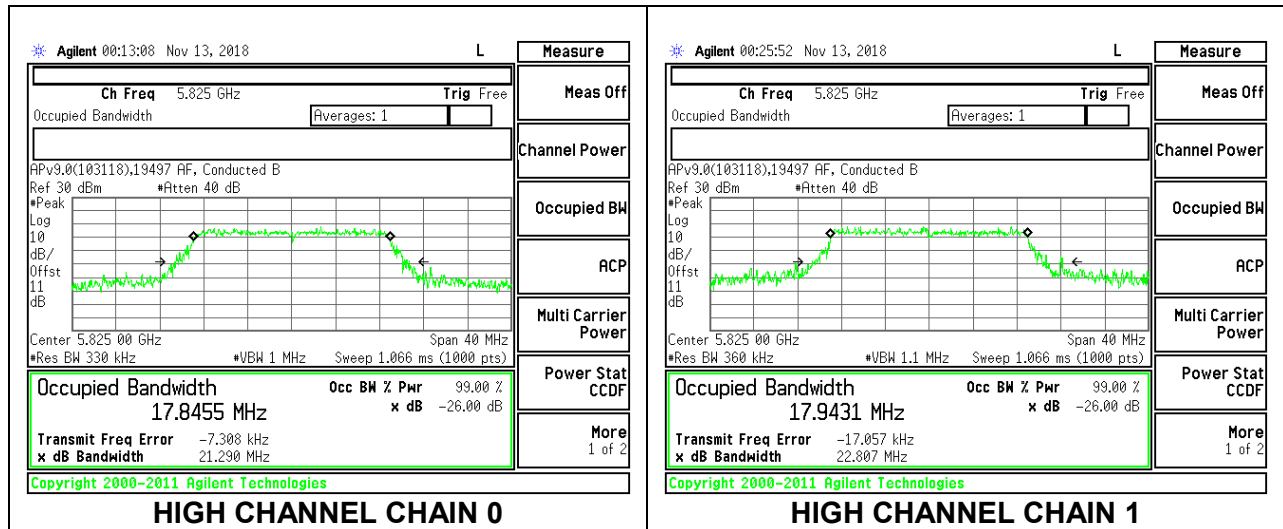 Agilent 00:13:08 Nov 13, 2018 L
Measure
Ch Freq 5.825 GHz Trig Free
Occupied Bandwidth Averages: 1
APv9.0(103118),19497 AF, Conducted B
Ref 30 dBm #Atten 40 dB
#Peak
Log
10
dB/
Offst
11
dB
Center 5.825 00 GHz Span 40 MHz
#Res BW 330 kHz #VBW 1 MHz Sweep 1.066 ms (1000 pts)
Occupied Bandwidth Occ BW % Pwr 99.00 %
17.8455 MHz x dB -26.00 dB
Transmit Freq Error -7.308 kHz
x dB Bandwidth 21.290 MHz
Copyright 2000-2011 Agilent Technologies
Meas Off
Channel Power
Occupied BW
ACP
Multi Carrier
Power
Power Stat
CCDF
More
1 of 2
HIGH CHANNEL CHAIN 0
Agilent 00:25:52 Nov 13, 2018 L
Measure
Ch Freq 5.825 GHz Trig Free
Occupied Bandwidth Averages: 1
APv9.0(103118),19497 AF, Conducted B
Ref 30 dBm #Atten 40 dB
#Peak
Log
10
dB/
Offst
11
dB
Center 5.825 00 GHz Span 40 MHz
#Res BW 360 kHz #VBW 1.1 MHz Sweep 1.066 ms (1000 pts)
Occupied Bandwidth Occ BW % Pwr 99.00 %
17.9431 MHz x dB -26.00 dB
Transmit Freq Error -17.057 kHz
x dB Bandwidth 22.807 MHz
Copyright 2000-2011 Agilent Technologies
Meas Off
Channel Power
Occupied BW
ACP
Multi Carrier
Power
Power Stat
CCDF
More
1 of 2
HIGH CHANNEL CHAIN 1